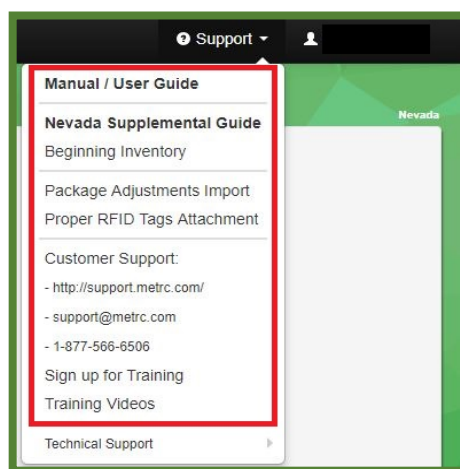 Support
Manual / User Guide
Nevada Supplemental Guide
Nevada
Beginning Inventory
Package Adjustments Import
Proper RFID Tags Attachment
Customer Support:
- http://support.metrc.com/
- support@metrc.com
- 1-877-566-6506
Sign up for Training
Training Videos
Technical Support